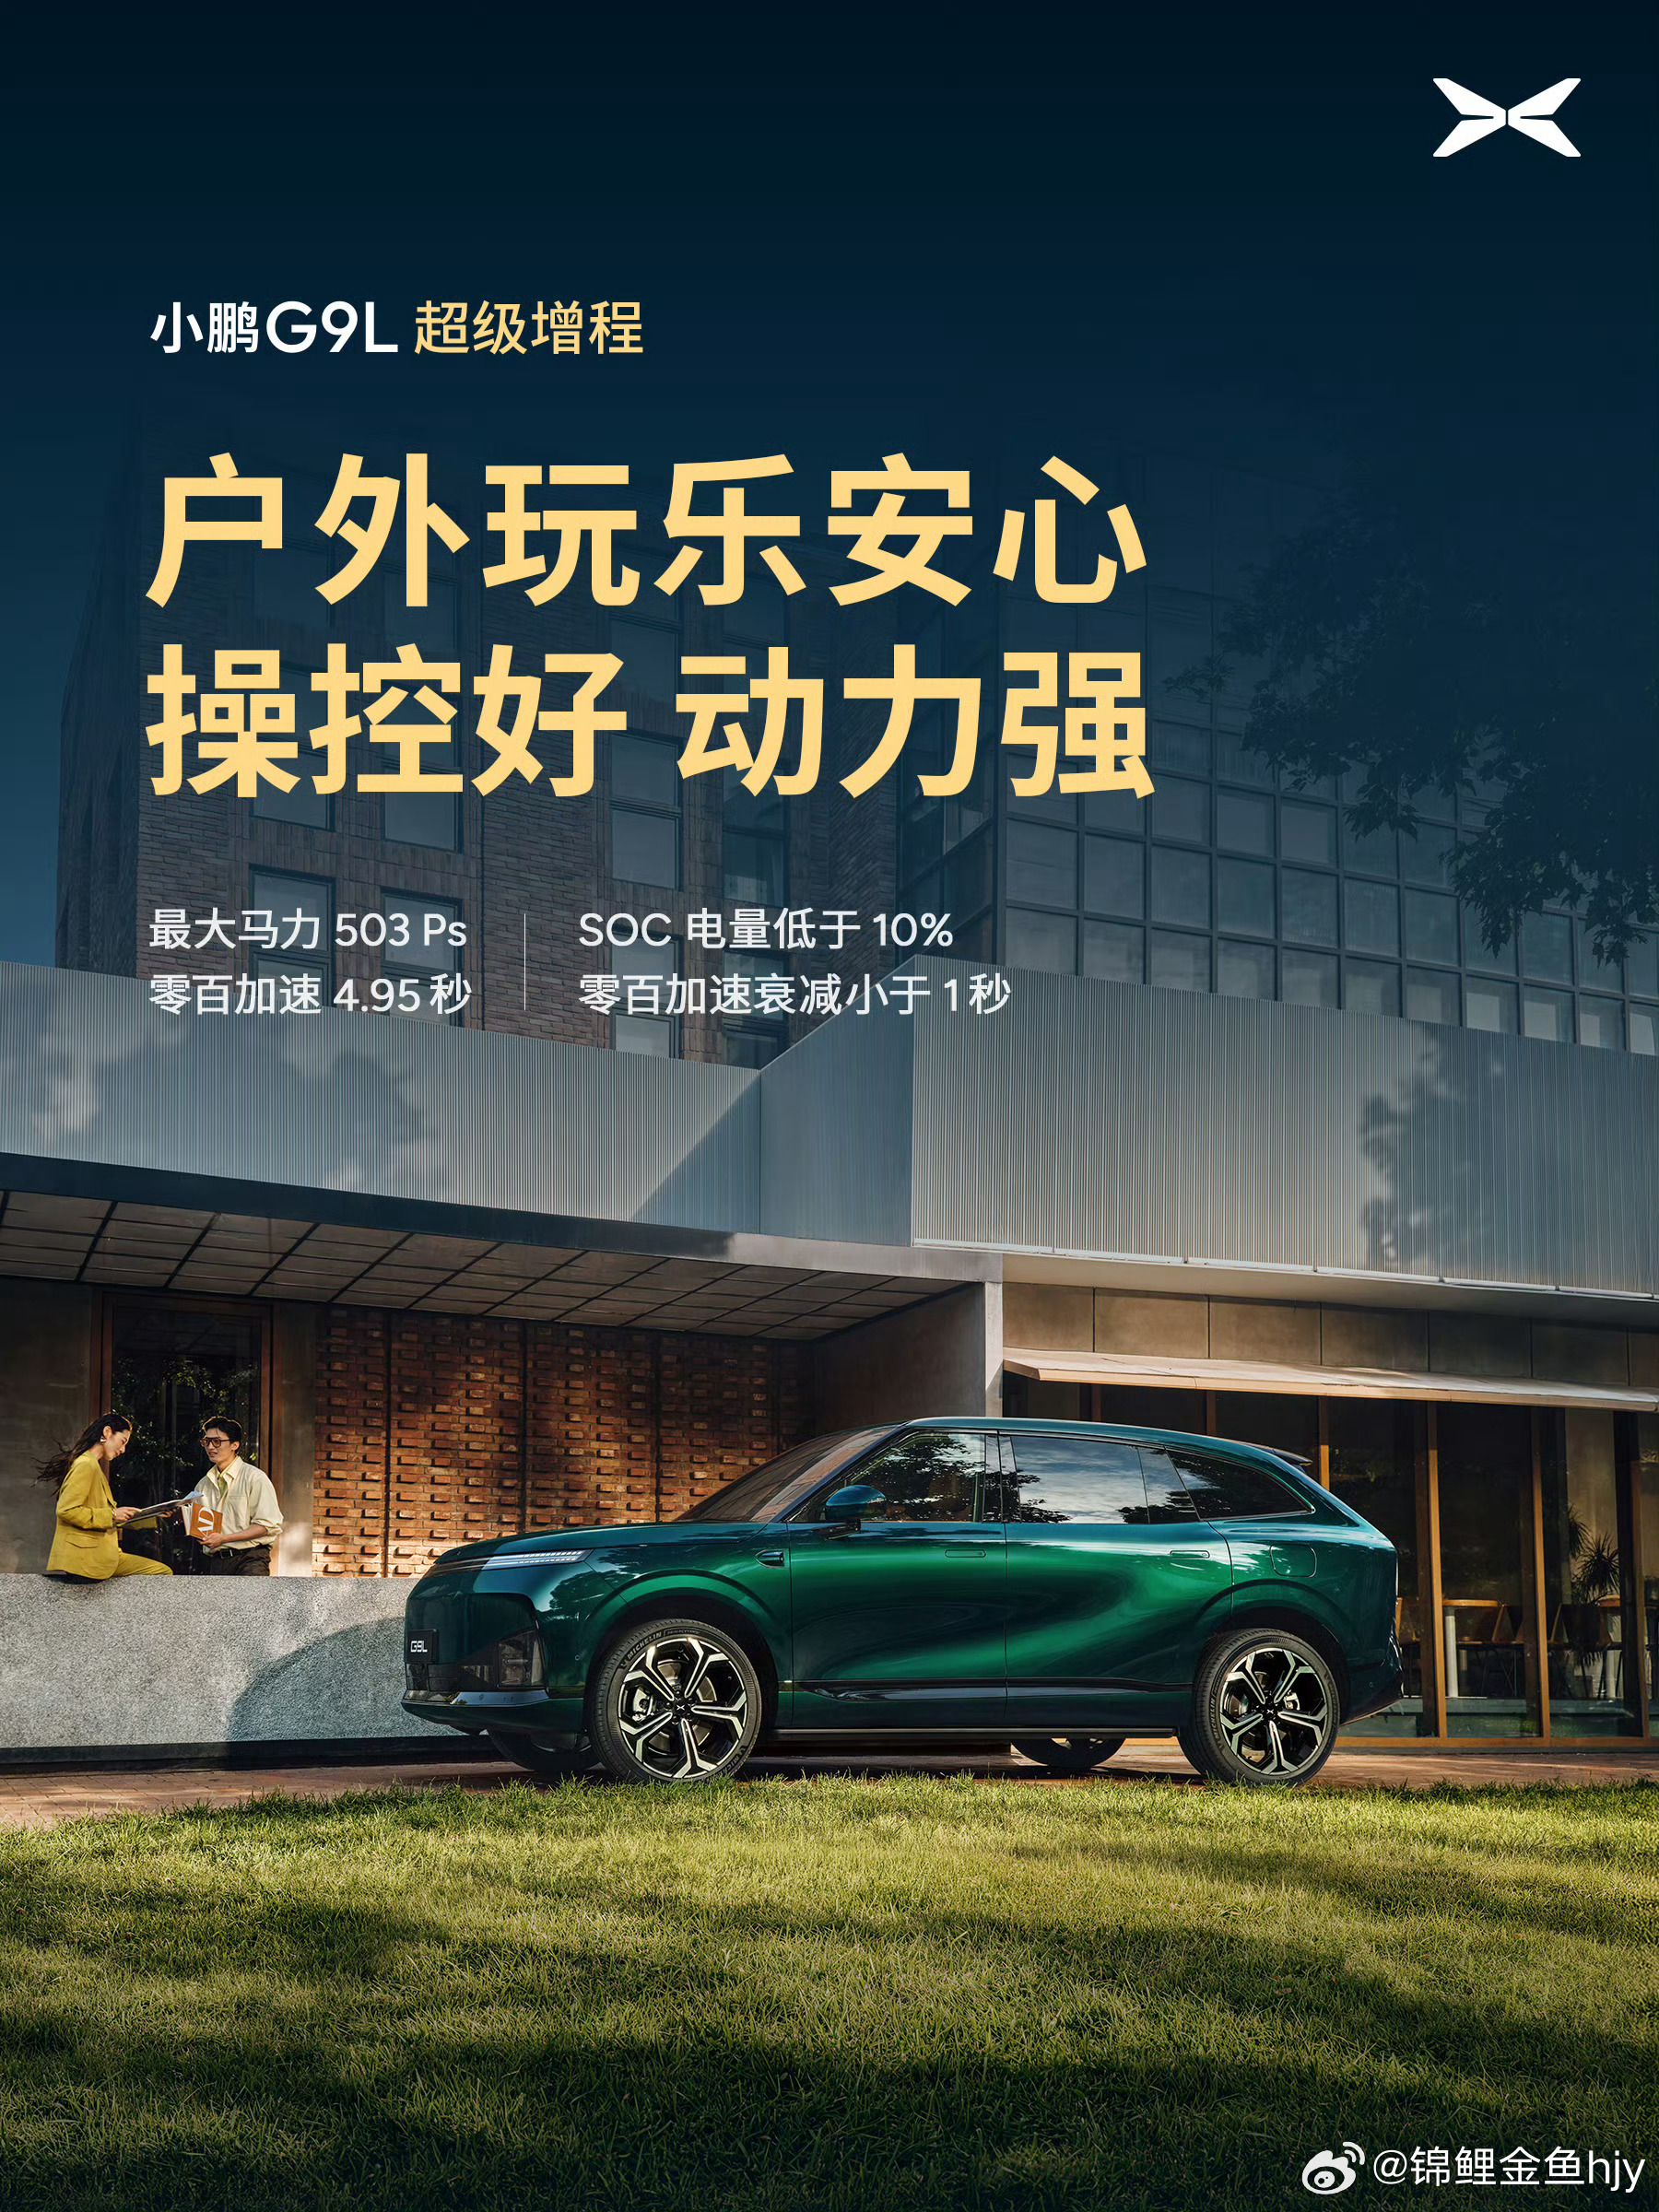 小鹏G9L 超级增程
户外玩乐安心
操控好 动力强
最大马力 503 Ps
零百加速 4.95 秒
SOC 电量低于 10%
零百加速衰减小于 1 秒
MICHELIN
G9L
@锦鲤金鱼hjy